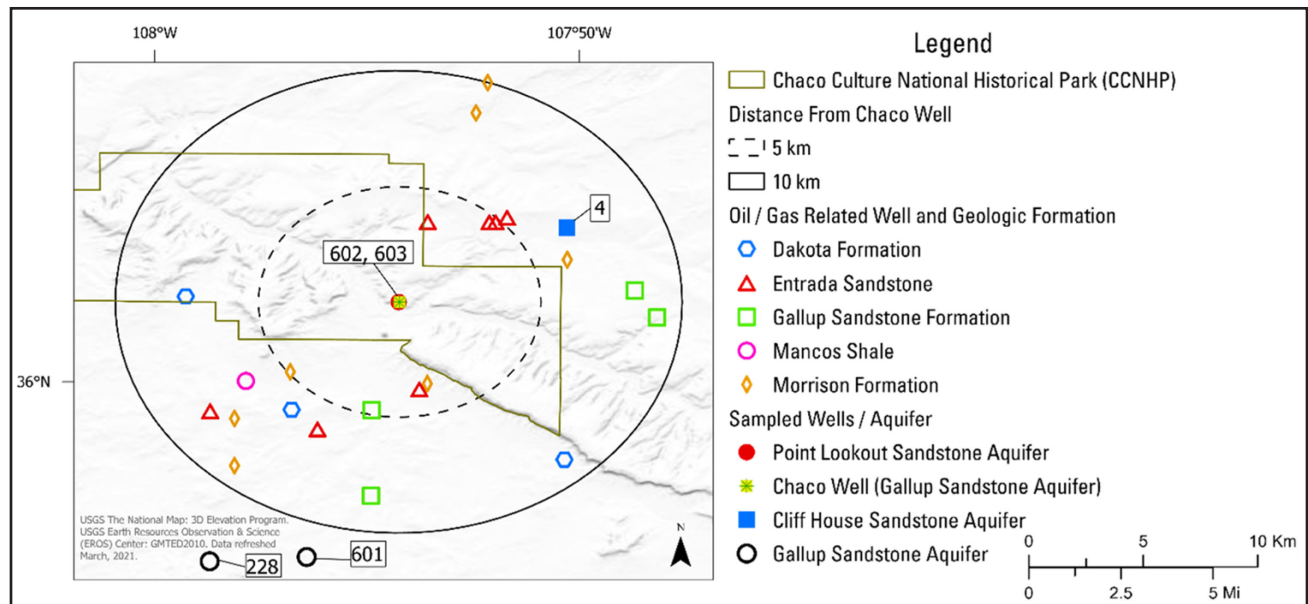 108°W
107°50'W
36°N
4
602, 603
228
601
USGS The National Map: 3D Elevation Program.
USGS Earth Resources Observation & Science
(EROS) Center: GMTED2010. Data refreshed
March, 2021.
N
Legend
Chaco Culture National Historical Park (CCNHP)
Distance From Chaco Well
5 km
10 km
Oil / Gas Related Well and Geologic Formation
Dakota Formation
Entrada Sandstone
Gallup Sandstone Formation
Mancos Shale
Morrison Formation
Sampled Wells / Aquifer
Point Lookout Sandstone Aquifer
Chaco Well (Gallup Sandstone Aquifer)
Cliff House Sandstone Aquifer
Gallup Sandstone Aquifer
0 5 10 Km
0 2.5 5 Mi